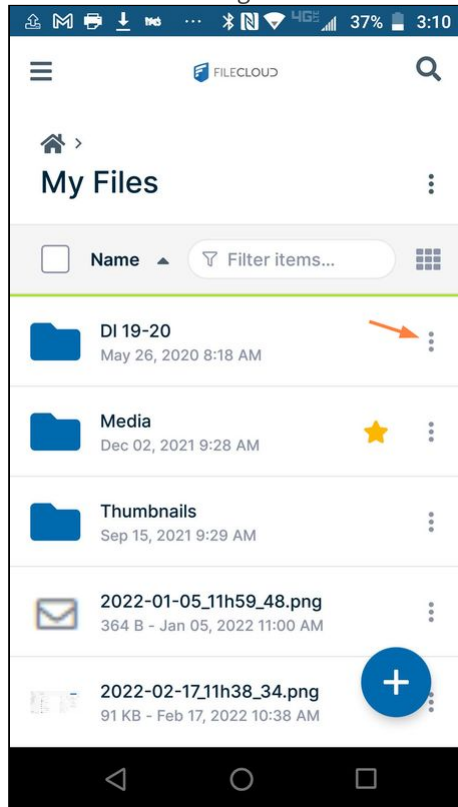 4GE 37% 3:10
FILECLOUD
My Files
Name Filter items...
DI 19-20
May 26, 2020 8:18 AM
Media
Dec 02, 2021 9:28 AM
Thumbnails
Sep 15, 2021 9:29 AM
2022-01-05_11h59_48.png
364 B - Jan 05, 2022 11:00 AM
2022-02-17_11h38_34.png
91 KB - Feb 17, 2022 10:38 AM